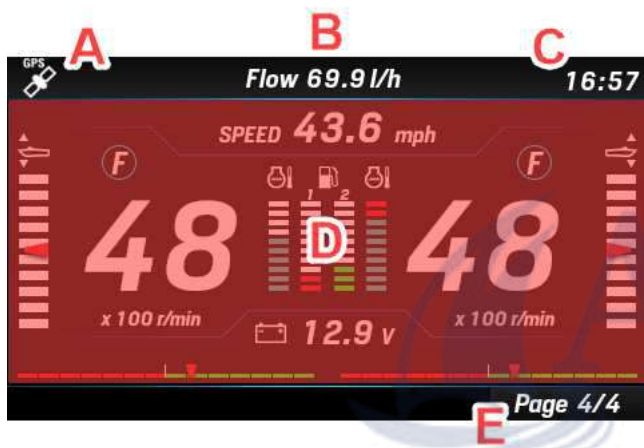 A
B
C
GPS
Flow 69.9 l/h
16:57
SPEED 43.6 mph
F
F
1 2
48
D
48
x 100 r/min
x 100 r/min
12.9 v
Page 4/4
E